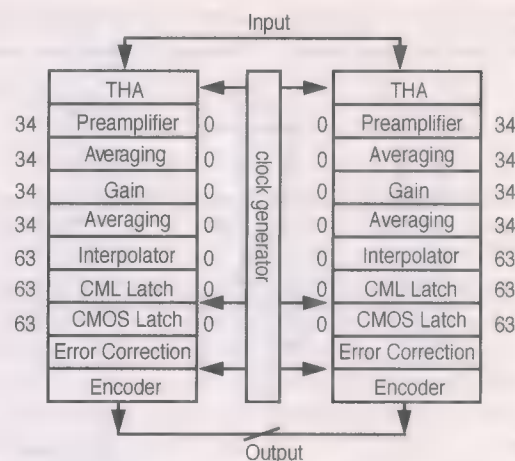 Input
THA THA
34 Preamplifier 0 0 Preamplifier 34
34 Averaging 0 0 Averaging 34
34 Gain 0 0 Gain 34
34 Averaging 0 0 Averaging 34
63 Interpolator 0 0 Interpolator 63
63 CML Latch 0 0 CML Latch 63
63 CMOS Latch 0 0 CMOS Latch 63
Error Correction Error Correction
Encoder Encoder
clock generator
Output